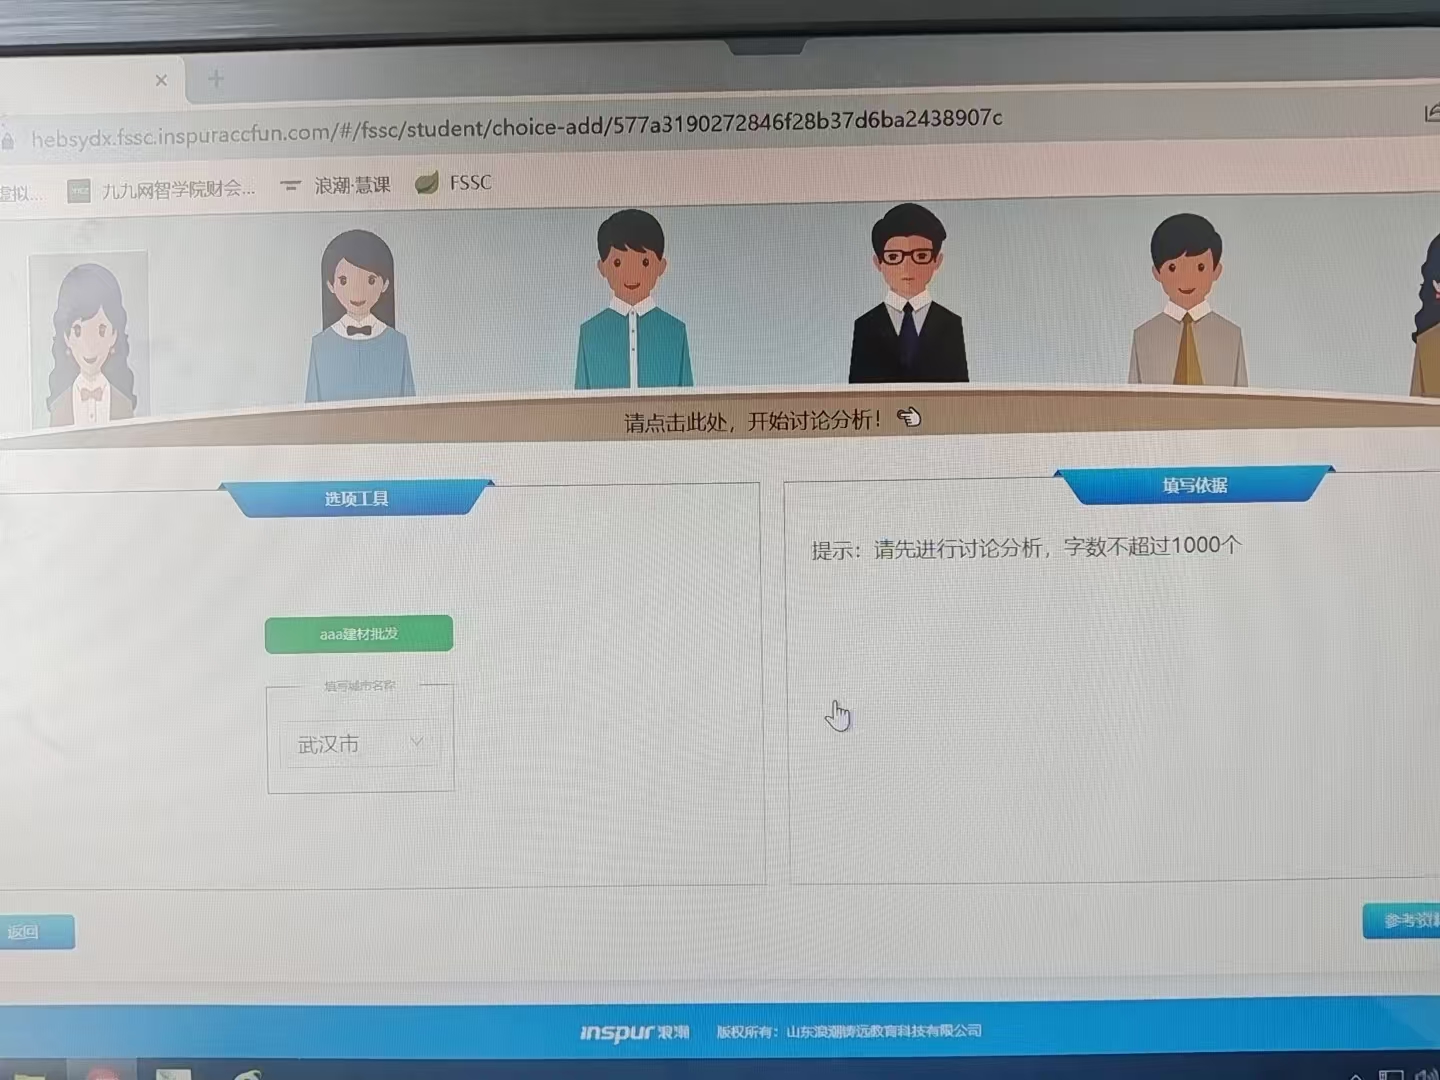 hebsydx.fssc.inspuraccfun.com/#/fssc/student/choice-add/577a3190272846f28b37d6ba2438907c
虚拟... 九九网智学院财会... 浪潮·慧课 FSSC
请点击此处，开始讨论分析！
选项工具
填写依据
提示：请先进行讨论分析，字数不超过1000个
aaa建材批发
填写城市名称
武汉市
返回
参考资料
inspur 浪潮 版权所有：山东浪潮铸远教育科技有限公司